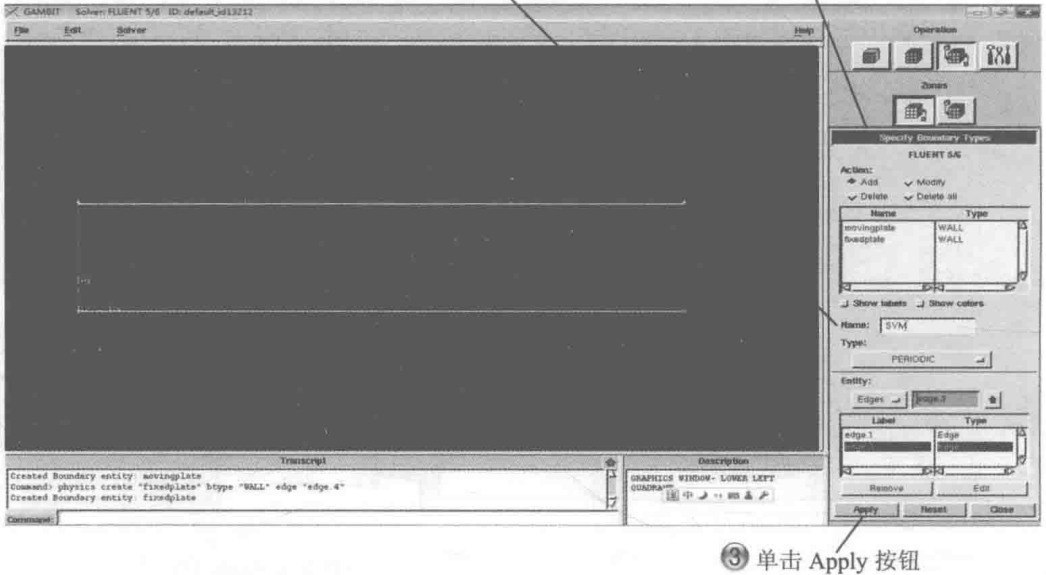 GAMBIT Solver: FLUENT 5/6 ID: default_id13212
File Edit Solver Help
Operation
Zones
Specify Boundary Types
FLUENT 5/6
Action:
Add Modify
Delete Delete all
Name Type
movingplate WALL
fixedplate WALL
Show labels Show colors
Name: SVM
Type:
PERIODIC
Entity:
Edges edge.3
Label Type
edge.1 Edge
Remove Edit
Apply Reset Close
Transcript
Created Boundary entity: movingplate
Command> physics create "fixedplate" btype "WALL" edge "edge.4"
Created Boundary entity: fixedplate
Command:
Description
GRAPHICS WINDOW- LOWER LEFT
QUADRANT
③ 单击 Apply 按钮